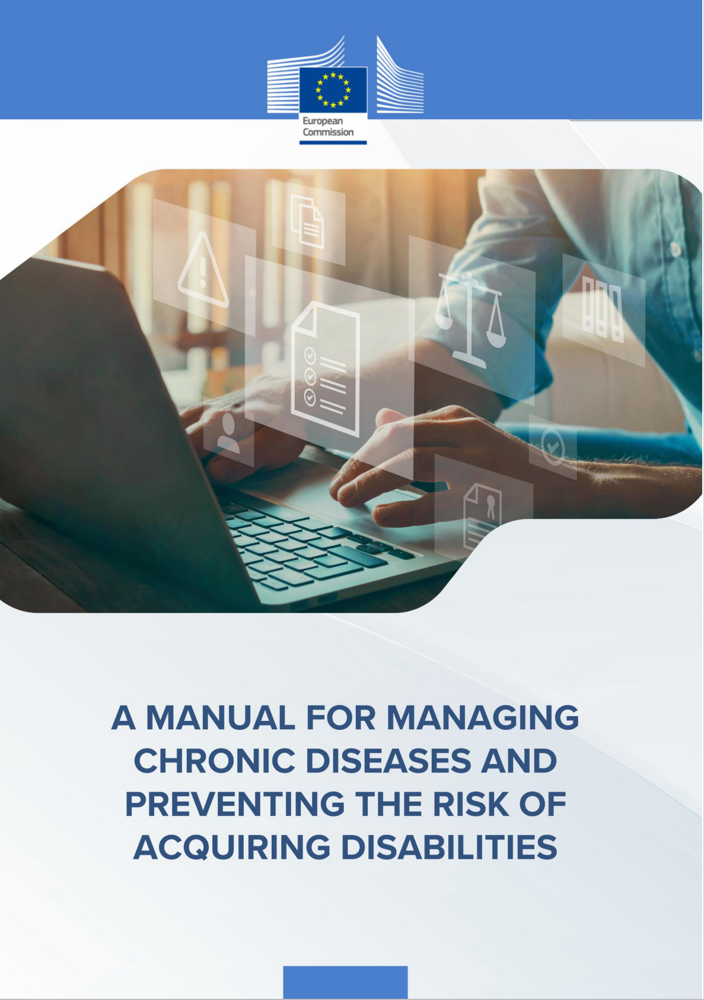 European
Commission
A MANUAL FOR MANAGING
CHRONIC DISEASES AND
PREVENTING THE RISK OF
ACQUIRING DISABILITIES